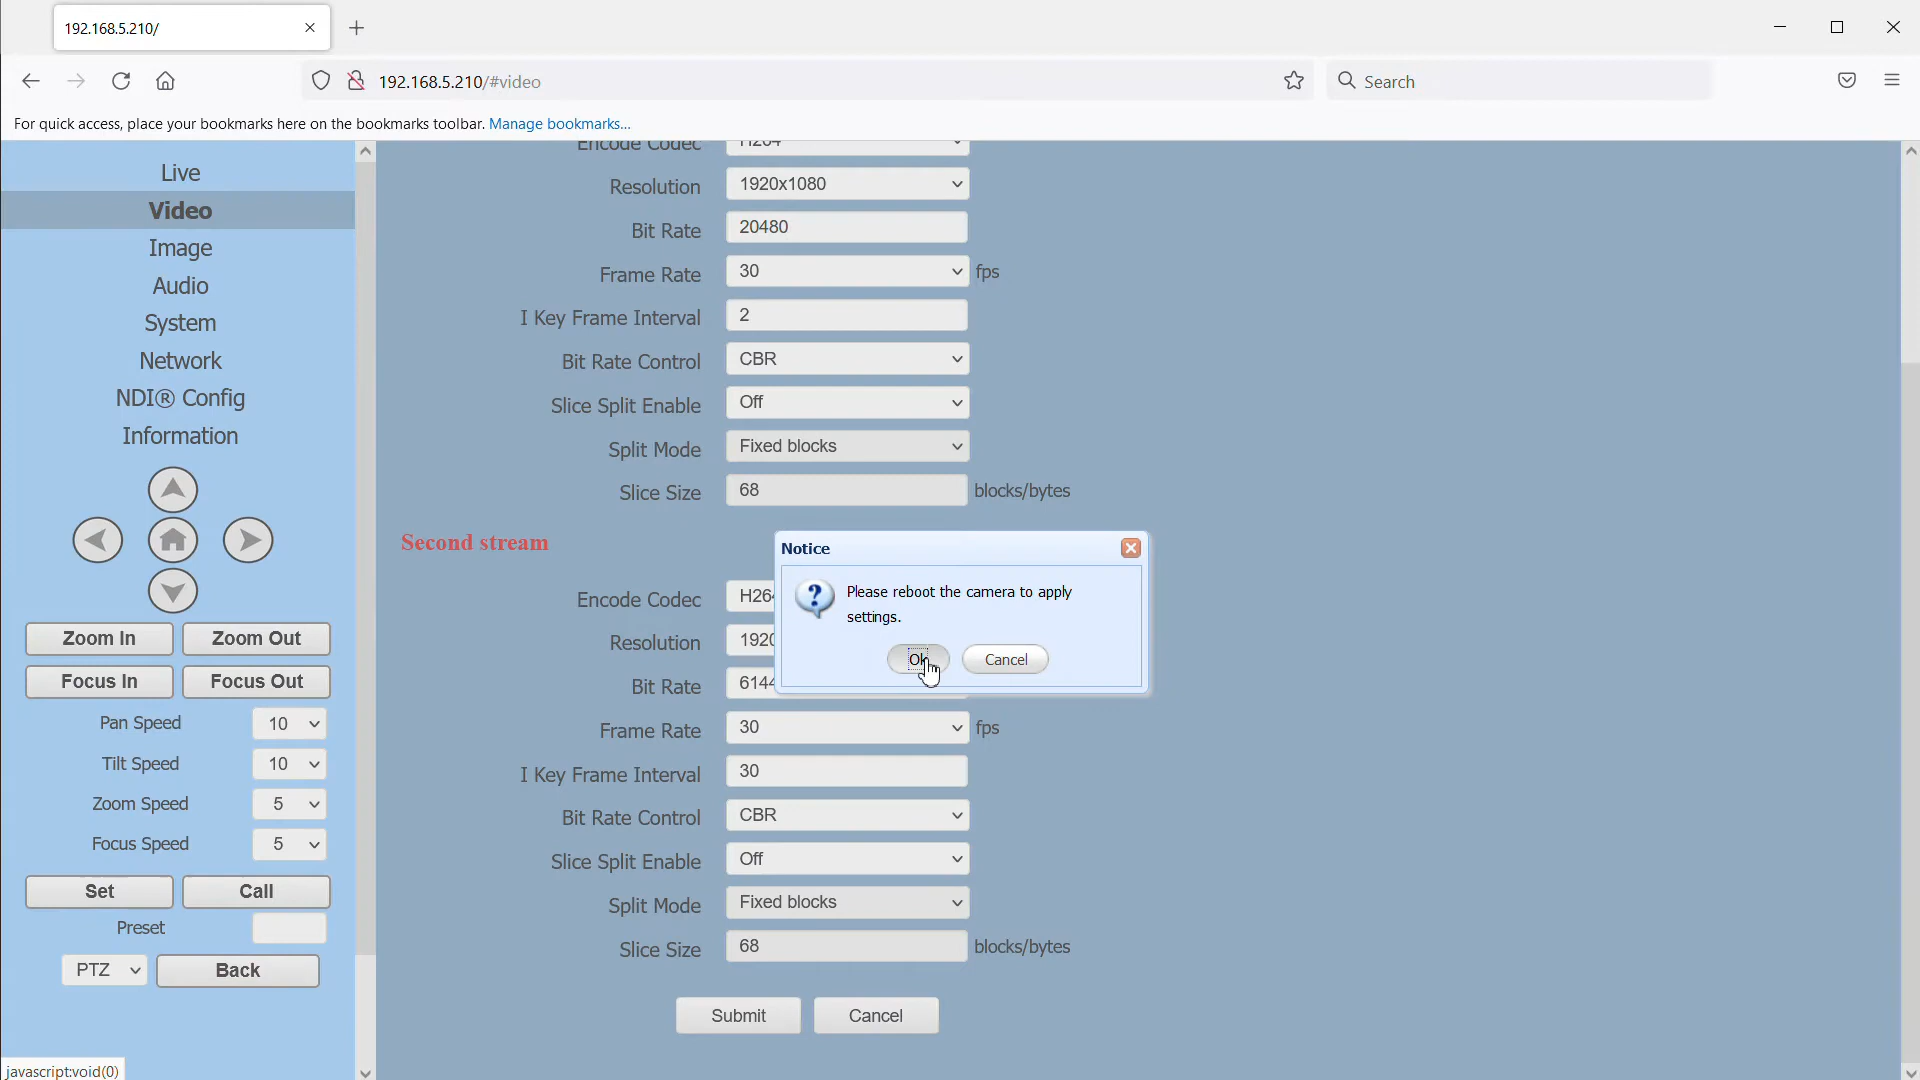 192.168.5.210/
192.168.5.210/#video
Search
For quick access, place your bookmarks here on the bookmarks toolbar. Manage bookmarks...
Live
Video
Image
Audio
System
Network
NDI® Config
Information
Zoom In
Zoom Out
Focus In
Focus Out
Pan Speed 10
Tilt Speed 10
Zoom Speed 5
Focus Speed 5
Set
Call
Preset
PTZ
Back
javascript:void(0)
Encode Codec H264
Resolution 1920x1080
Bit Rate 20480
Frame Rate 30 fps
I Key Frame Interval 2
Bit Rate Control CBR
Slice Split Enable Off
Split Mode Fixed blocks
Slice Size 68 blocks/bytes
Second stream
Encode Codec H264
Resolution 1920
Bit Rate 6144
Frame Rate 30 fps
I Key Frame Interval 30
Bit Rate Control CBR
Slice Split Enable Off
Split Mode Fixed blocks
Slice Size 68 blocks/bytes
Submit
Cancel
Notice
Please reboot the camera to apply
settings.
Ok
Cancel